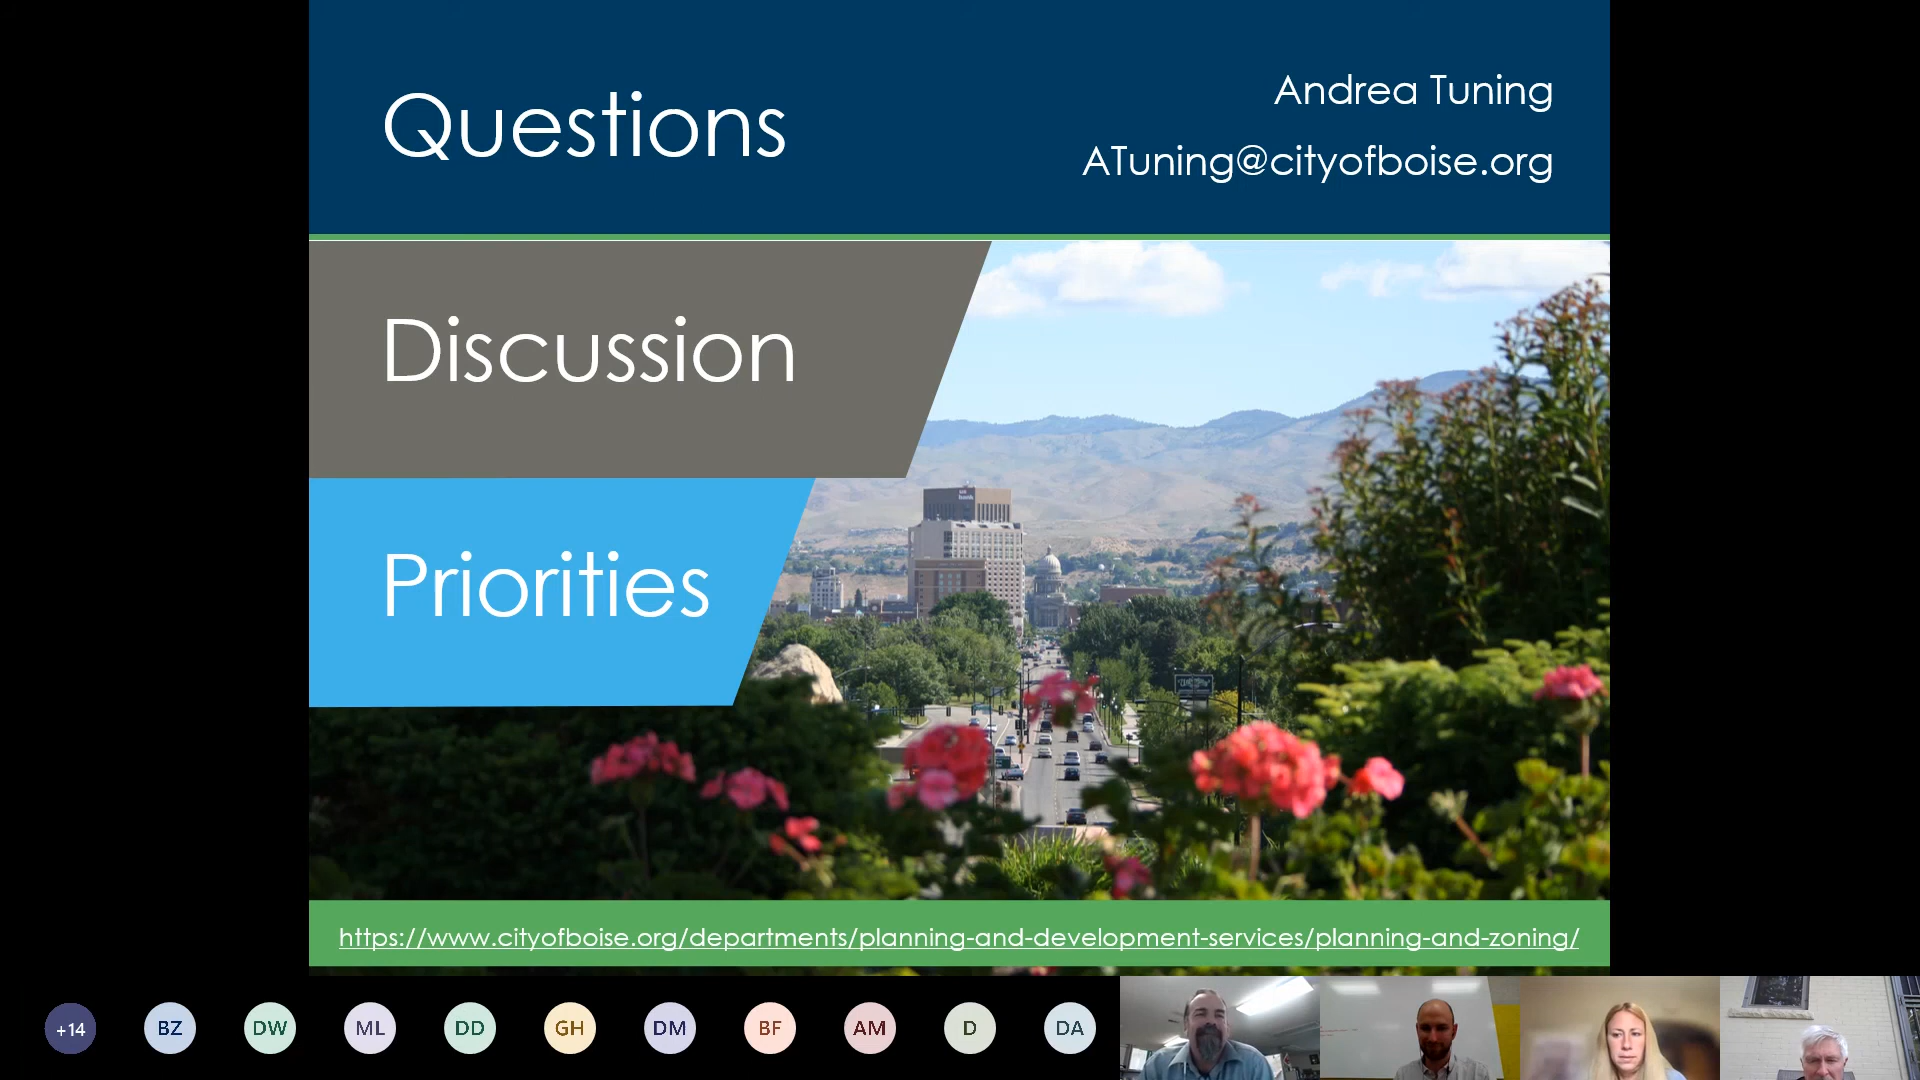 Questions
Andrea Tuning
ATuning@cityofboise.org
Discussion
Priorities
https://www.cityofboise.org/departments/planning-and-development-services/planning-and-zoning/
+14
BZ
DW
ML
DD
GH
DM
BF
AM
D
DA